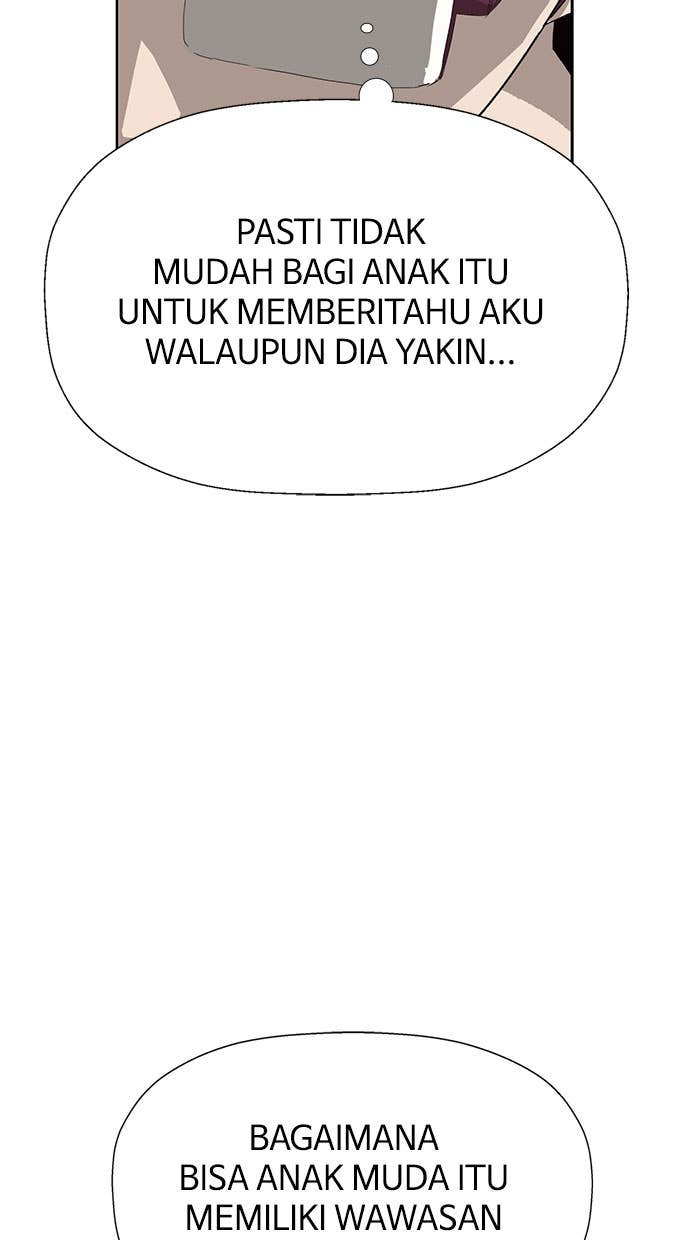 PASTI TIDAK
MUDAH BAGI ANAK ITU
UNTUK MEMBERITAHU AKU
WALAUPUN DIA YAKIN...
BAGAIMANA
BISA ANAK MUDA ITU
MEMILIKI WAWASAN